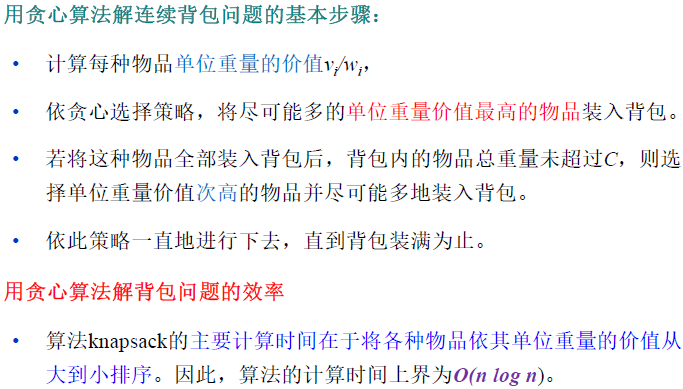 用贪心算法解连续背包问题的基本步骤：
• 计算每种物品单位重量的价值vi/wi，
• 依贪心选择策略，将尽可能多的单位重量价值最高的物品装入背包。
• 若将这种物品全部装入背包后，背包内的物品总重量未超过C，则选
择单位重量价值次高的物品并尽可能多地装入背包。
• 依此策略一直地进行下去，直到背包装满为止。
用贪心算法解背包问题的效率
• 算法knapsack的主要计算时间在于将各种物品依其单位重量的价值从
大到小排序。因此，算法的计算时间上界为O(n log n)。